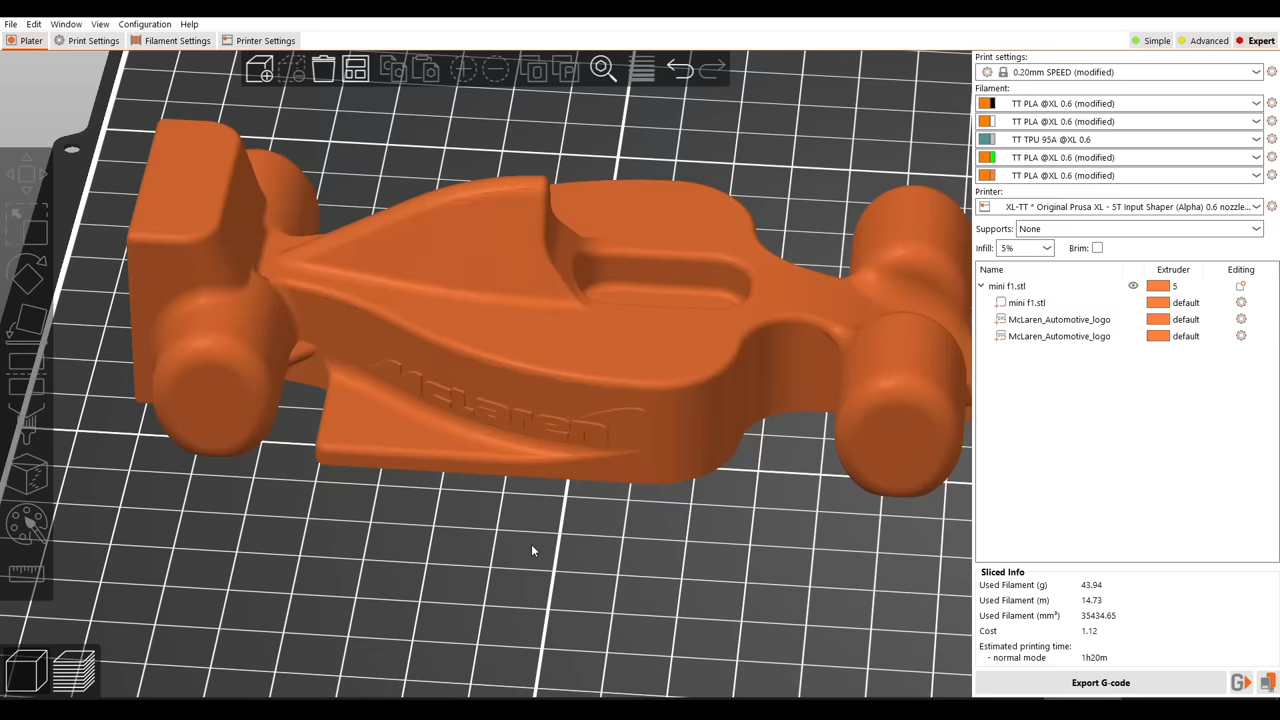 File Edit Window View Configuration Help
Plater Print Settings Filament Settings Printer Settings Simple Advanced Expert
Print settings:
0.20mm SPEED (modified)
Filament:
TT PLA @XL 0.6 (modified)
TT PLA @XL 0.6 (modified)
TT TPU 95A @XL 0.6
TT PLA @XL 0.6 (modified)
TT PLA @XL 0.6 (modified)
Printer:
XL-TT * Original Prusa XL - 5T Input Shaper (Alpha) 0.6 nozzle...
Supports: None
Infill: 5% Brim:
Name Extruder Editing
mini f1.stl 5
mini f1.stl default
McLaren_Automotive_logo default
McLaren_Automotive_logo default
McLaren
Sliced Info
Used Filament (g) 43.94
Used Filament (m) 14.73
Used Filament (mm³) 35434.65
Cost 1.12
Estimated printing time:
- normal mode 1h20m
Export G-code
G